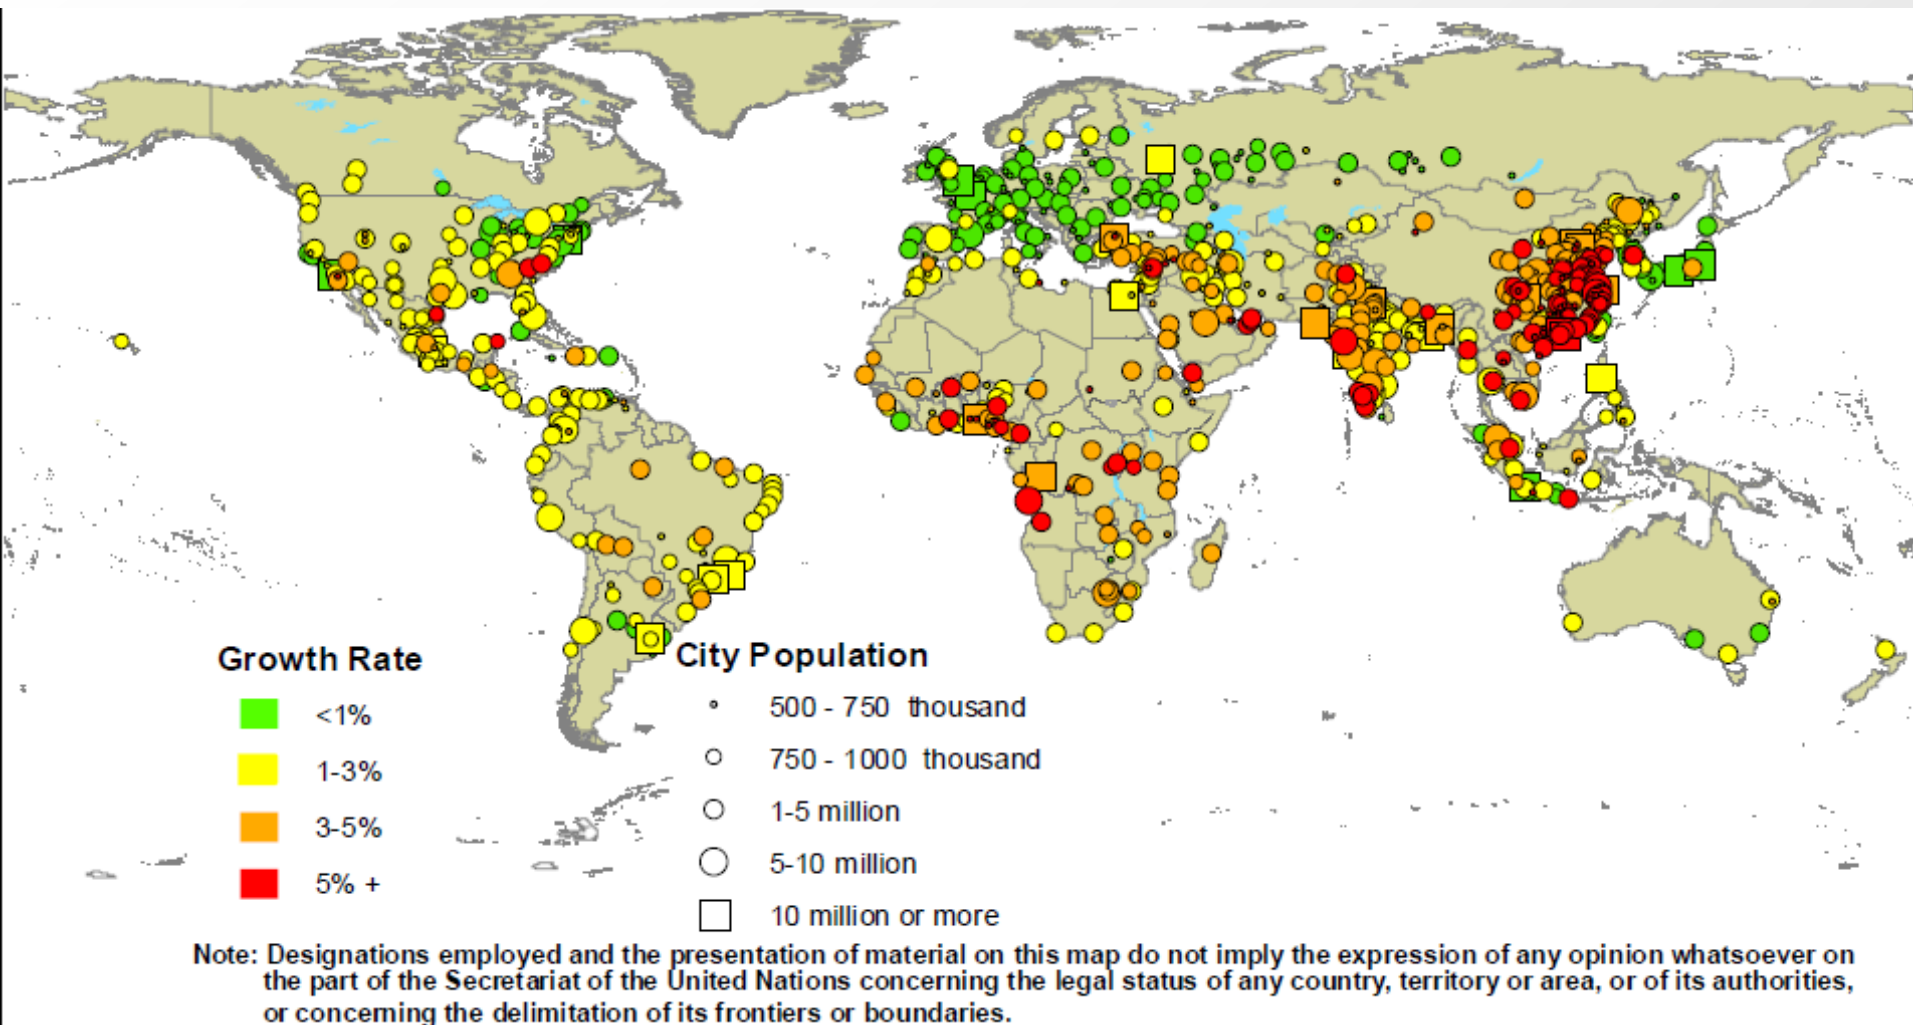 Growth Rate
<1%
1-3%
3-5%
5% +
City Population
500 - 750 thousand
750 - 1000 thousand
1-5 million
5-10 million
10 million or more
Note: Designations employed and the presentation of material on this map do not imply the expression of any opinion whatsoever on
the part of the Secretariat of the United Nations concerning the legal status of any country, territory or area, or of its authorities,
or concerning the delimitation of its frontiers or boundaries.